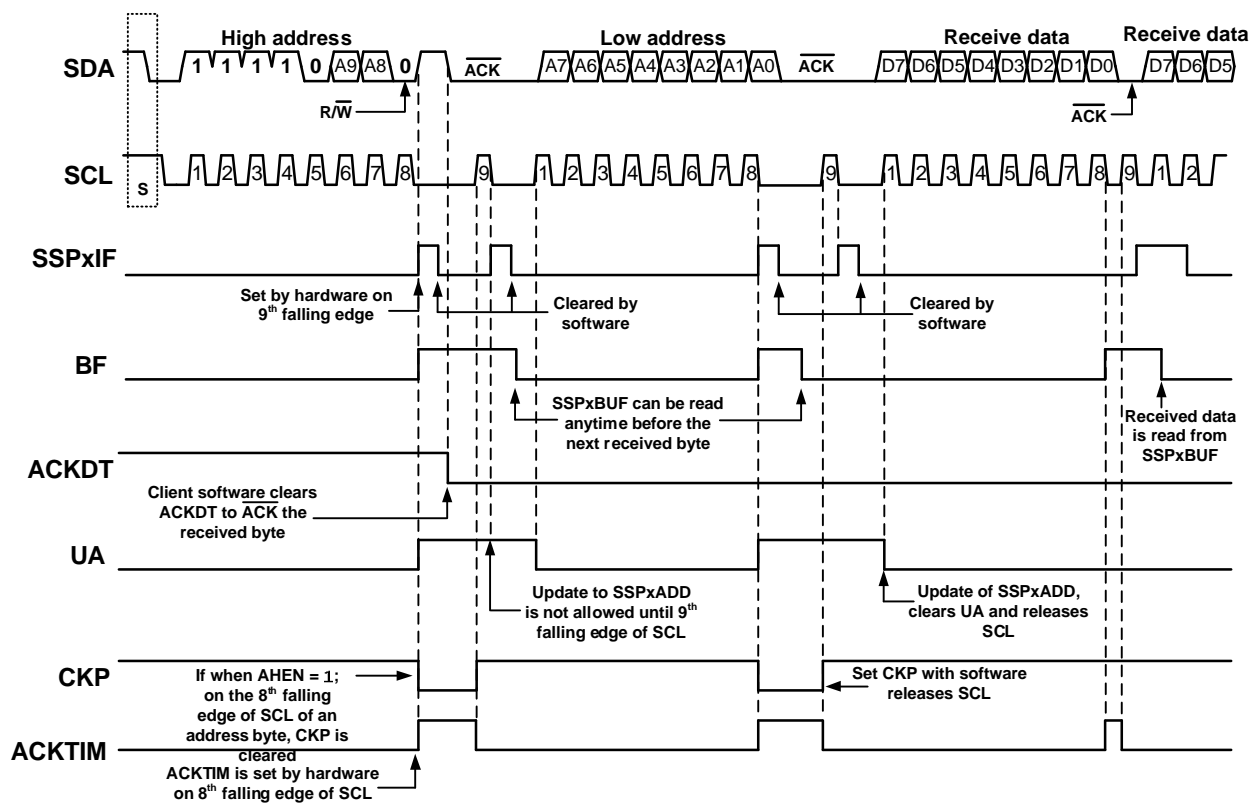 High address
Low address
Receive data
Receive data
SDA
1 1 1 1 0 A9 A8 0
ACK
A7 A6 A5 A4 A3 A2 A1 A0
ACK
D7 D6 D5 D4 D3 D2 D1 D0
D7 D6 D5
R/W
ACK
SCL
S
1 2 3 4 5 6 7 8 9 1 2 3 4 5 6 7 8 9 1 2 3 4 5 6 7 8 9 1 2
SSPxIF
Set by hardware on
9th falling edge
Cleared by
software
Cleared by
software
BF
SSPxBUF can be read
anytime before the
next received byte
Received data
is read from
SSPxBUF
ACKDT
Client software clears
ACKDT to ACK the
received byte
UA
Update to SSPxADD
is not allowed until 9th
falling edge of SCL
Update of SSPxADD,
clears UA and releases
SCL
CKP
If when AHEN = 1;
on the 8th falling
edge of SCL of an
address byte, CKP is
cleared
Set CKP with software
releases SCL
ACKTIM
ACKTIM is set by hardware
on 8th falling edge of SCL